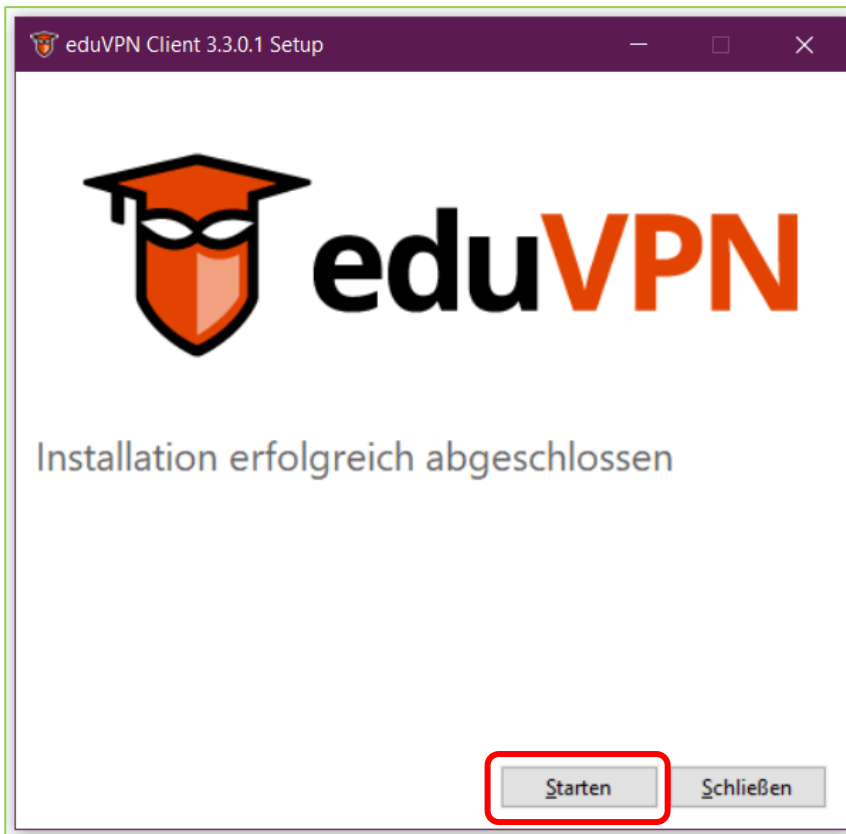 eduVPN Client 3.3.0.1 Setup
eduVPN
Installation erfolgreich abgeschlossen
Starten Schließen